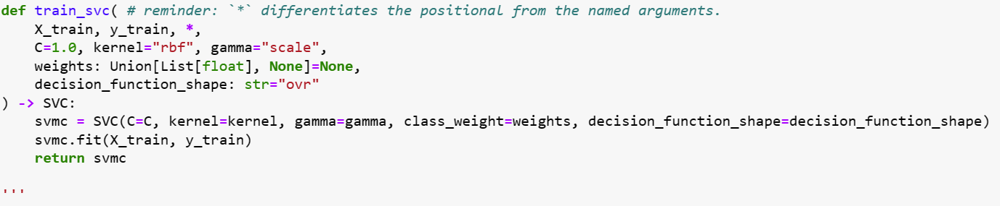 def train_svc( # reminder: `*` differentiates the positional from the named arguments.
    X_train, y_train, *,
    C=1.0, kernel="rbf", gamma="scale",
    weights: Union[List[float], None]=None,
    decision_function_shape: str="ovr"
) -> SVC:
    svmc = SVC(C=C, kernel=kernel, gamma=gamma, class_weight=weights, decision_function_shape=decision_function_shape)
    svmc.fit(X_train, y_train)
    return svmc

'''